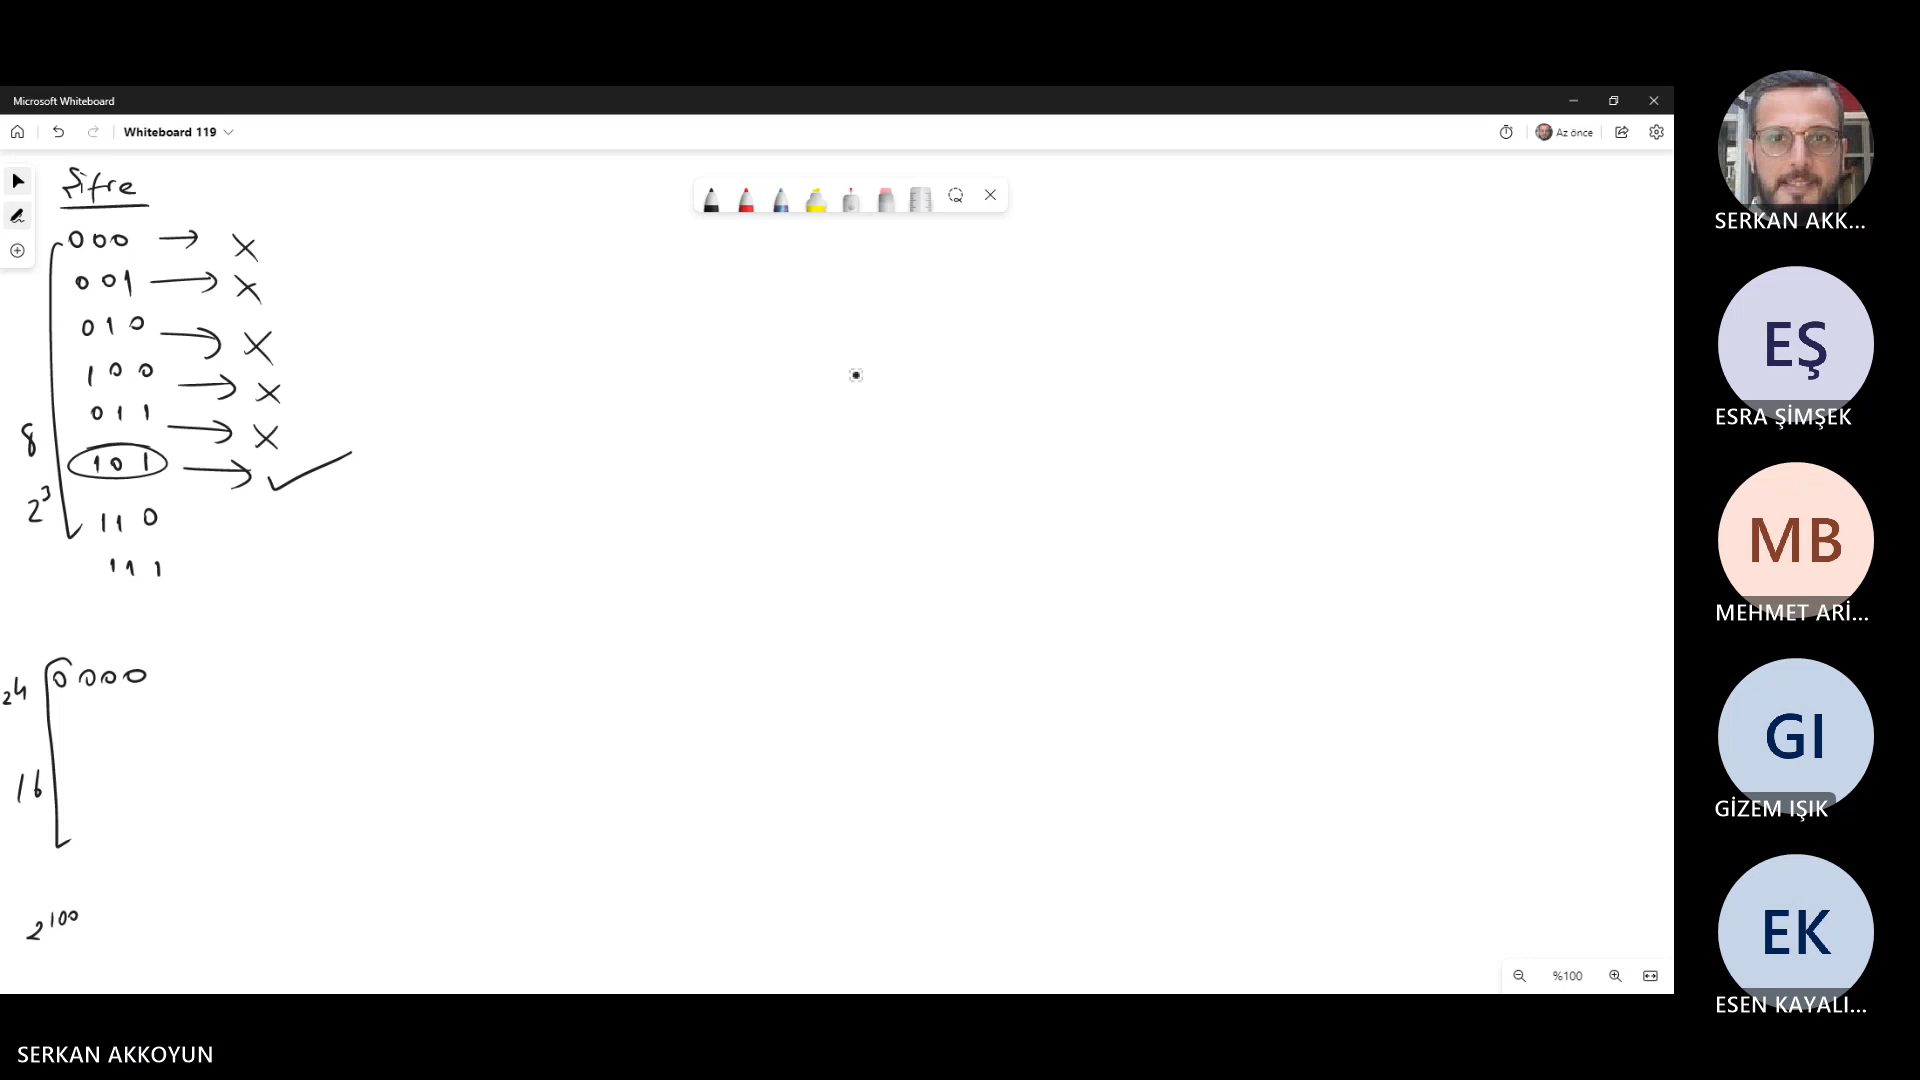 Microsoft Whiteboard
Whiteboard 119
Az önce
Şifre
000 → X
001 → X
010 → X
100 → X
011 → X
8
101 → ✓
2³
110
111
0000
2⁴
16
2¹⁰⁰
%100
SERKAN AKK...
EŞ
ESRA ŞİMŞEK
MB
MEHMET ARİ...
GI
GİZEM IŞIK
EK
ESEN KAYALI...
SERKAN AKKOYUN